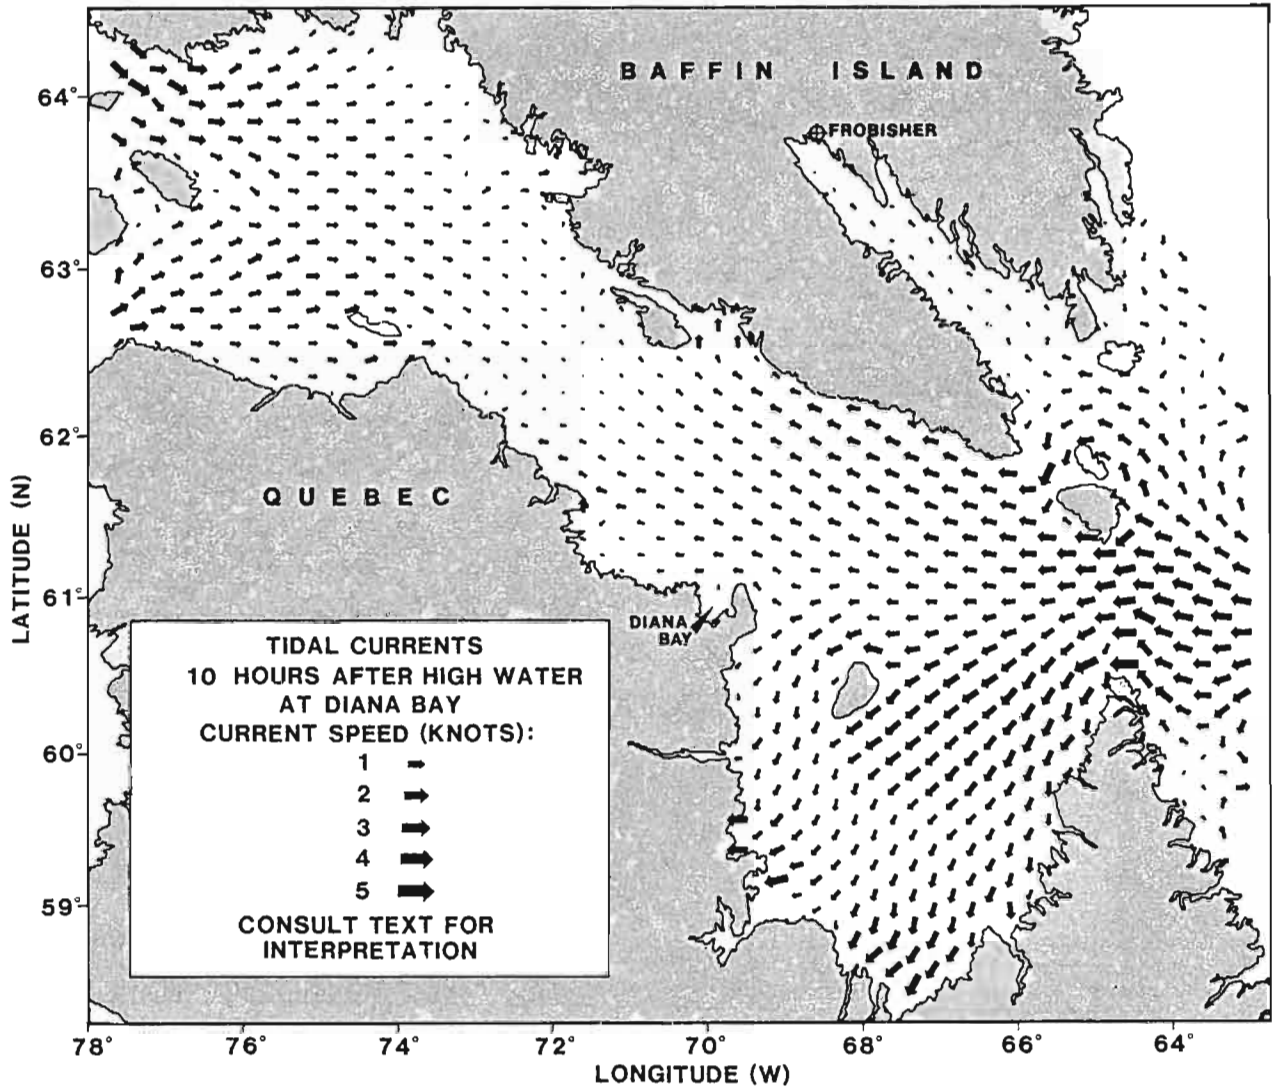 BAFFIN ISLAND
FROBISHER
QUEBEC
DIANA
BAY
TIDAL CURRENTS
10 HOURS AFTER HIGH WATER
AT DIANA BAY
CURRENT SPEED (KNOTS):
1
2
3
4
5
CONSULT TEXT FOR
INTERPRETATION
LATITUDE (N)
64°
63°
62°
61°
60°
59°
78° 76° 74° 72° 70° 68° 66° 64°
LONGITUDE (W)